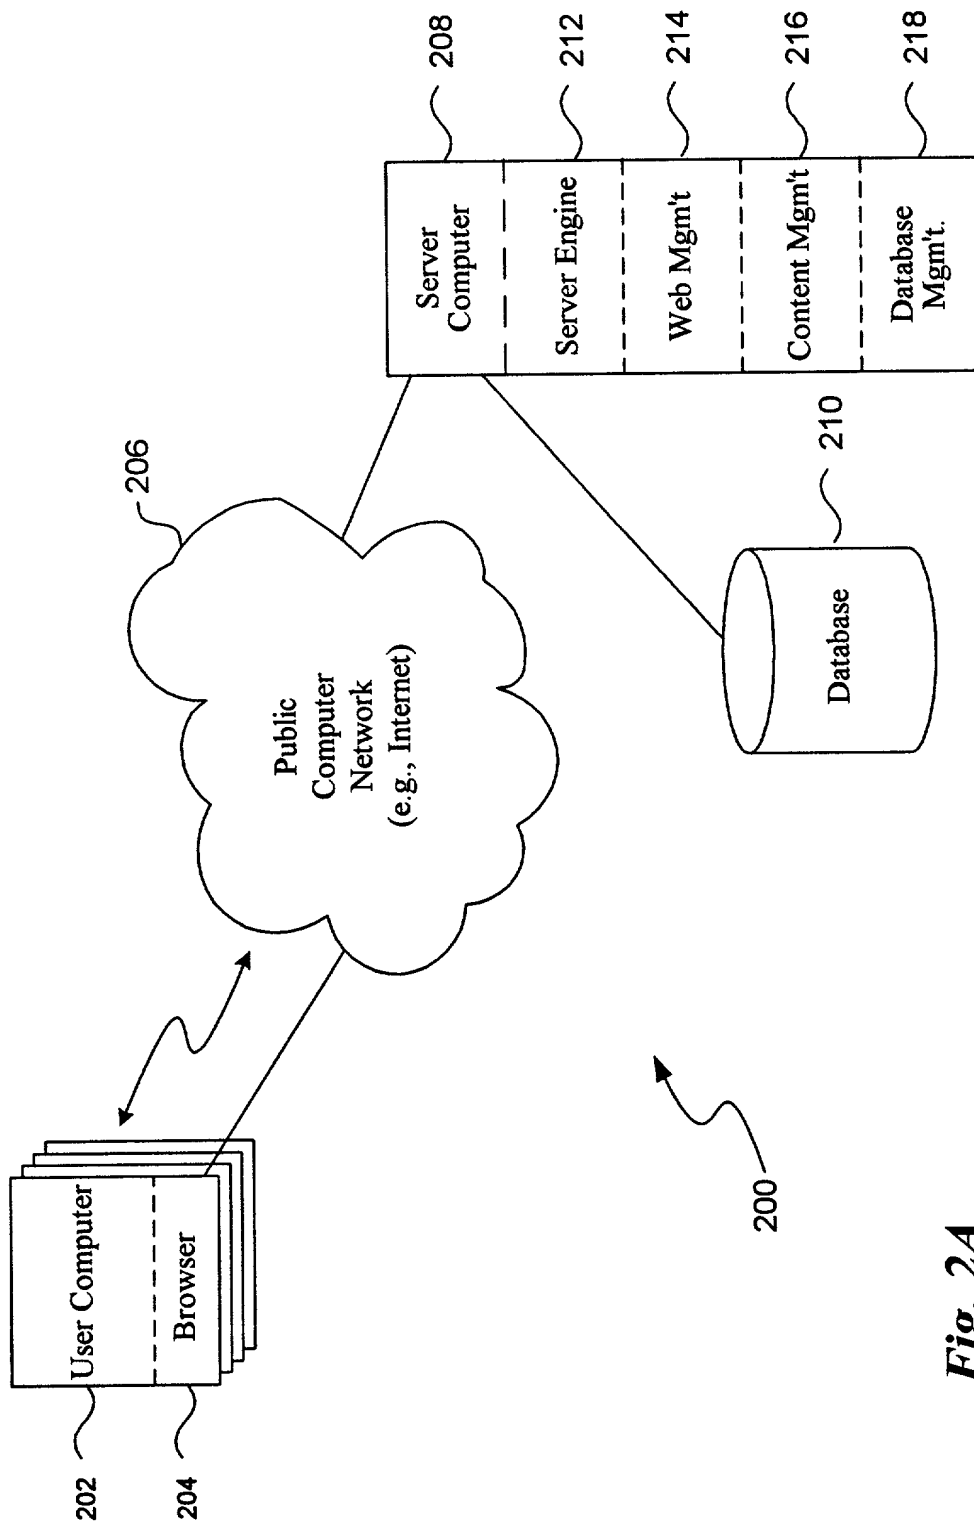 202
User Computer
204
Browser
206
Public
Computer
Network
(e.g., Internet)
Server
Computer
208
Server Engine
212
Web Mgm't
214
Content Mgm't
216
Database
Mgm't.
218
Database
210
200
Fig. 2A